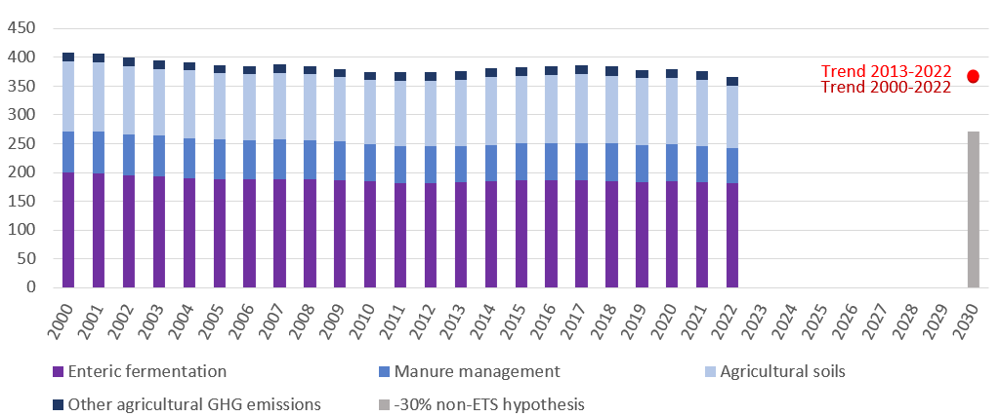 450
400
350
300
250
200
150
100
50
0
Trend 2013-2022
Trend 2000-2022
2000 2001 2002 2003 2004 2005 2006 2007 2008 2009 2010 2011 2012 2013 2014 2015 2016 2017 2018 2019 2020 2021 2022 2023 2024 2025 2026 2027 2028 2029 2030
Enteric fermentation Manure management Agricultural soils
Other agricultural GHG emissions -30% non-ETS hypothesis